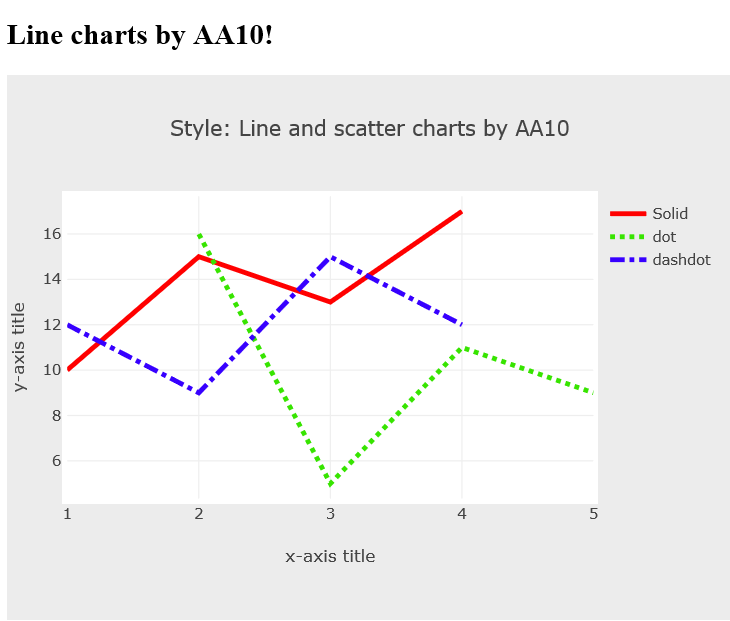 Line charts by AA10!
Style: Line and scatter charts by AA10
Solid
dot
dashdot
y-axis title
16
14
12
10
8
6
1 2 3 4 5
x-axis title